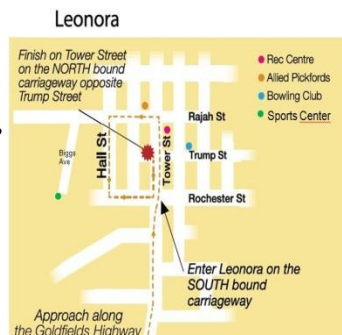 Leonora
Finish on Tower Street
on the NORTH bound
carriageway opposite
Trump Street
Rec Centre
Allied Pickfords
Bowling Club
Sports Center
Rajah St
Hall St
Tower St
Trump St
Biggs
Ave
Rochester St
Enter Leonora on the
SOUTH bound
carriageway
Approach along
the Goldfields Highway